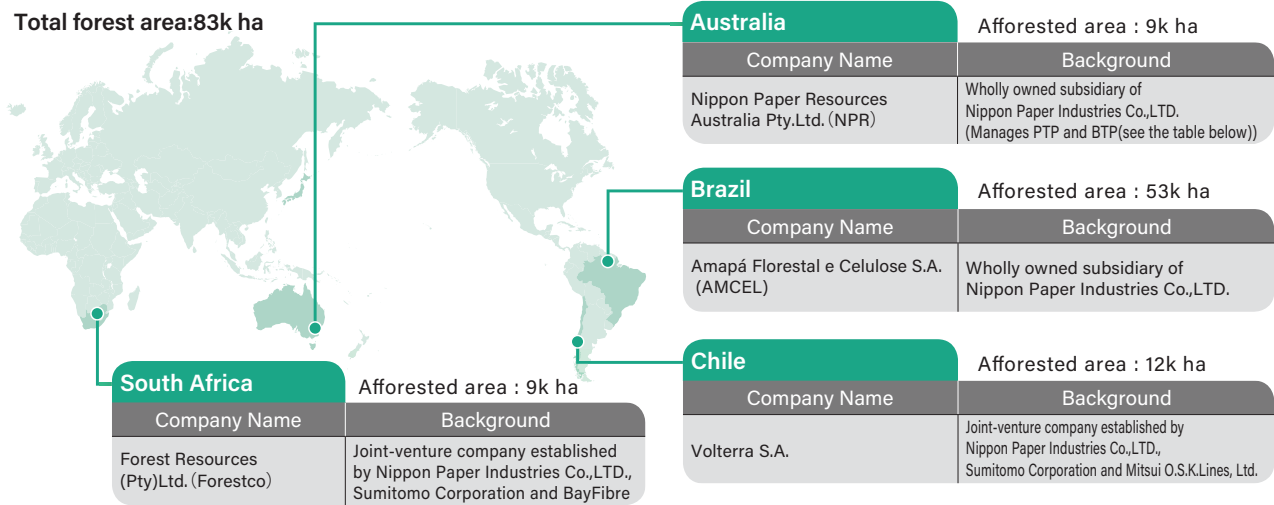 Total forest area:83k ha
Australia
Afforested area : 9k ha
Company Name
Background
Nippon Paper Resources
Australia Pty.Ltd.（NPR）
Wholly owned subsidiary of
Nippon Paper Industries Co.,LTD.
(Manages PTP and BTP(see the table below))
Brazil
Afforested area : 53k ha
Company Name
Background
Amapá Florestal e Celulose S.A.
(AMCEL)
Wholly owned subsidiary of
Nippon Paper Industries Co.,LTD.
Chile
Afforested area : 12k ha
Company Name
Background
Volterra S.A.
Joint-venture company established by
Nippon Paper Industries Co.,LTD.,
Sumitomo Corporation and Mitsui O.S.K.Lines, Ltd.
South Africa
Afforested area : 9k ha
Company Name
Background
Forest Resources
(Pty)Ltd.（Forestco）
Joint-venture company established
by Nippon Paper Industries Co.,LTD.,
Sumitomo Corporation and BayFibre